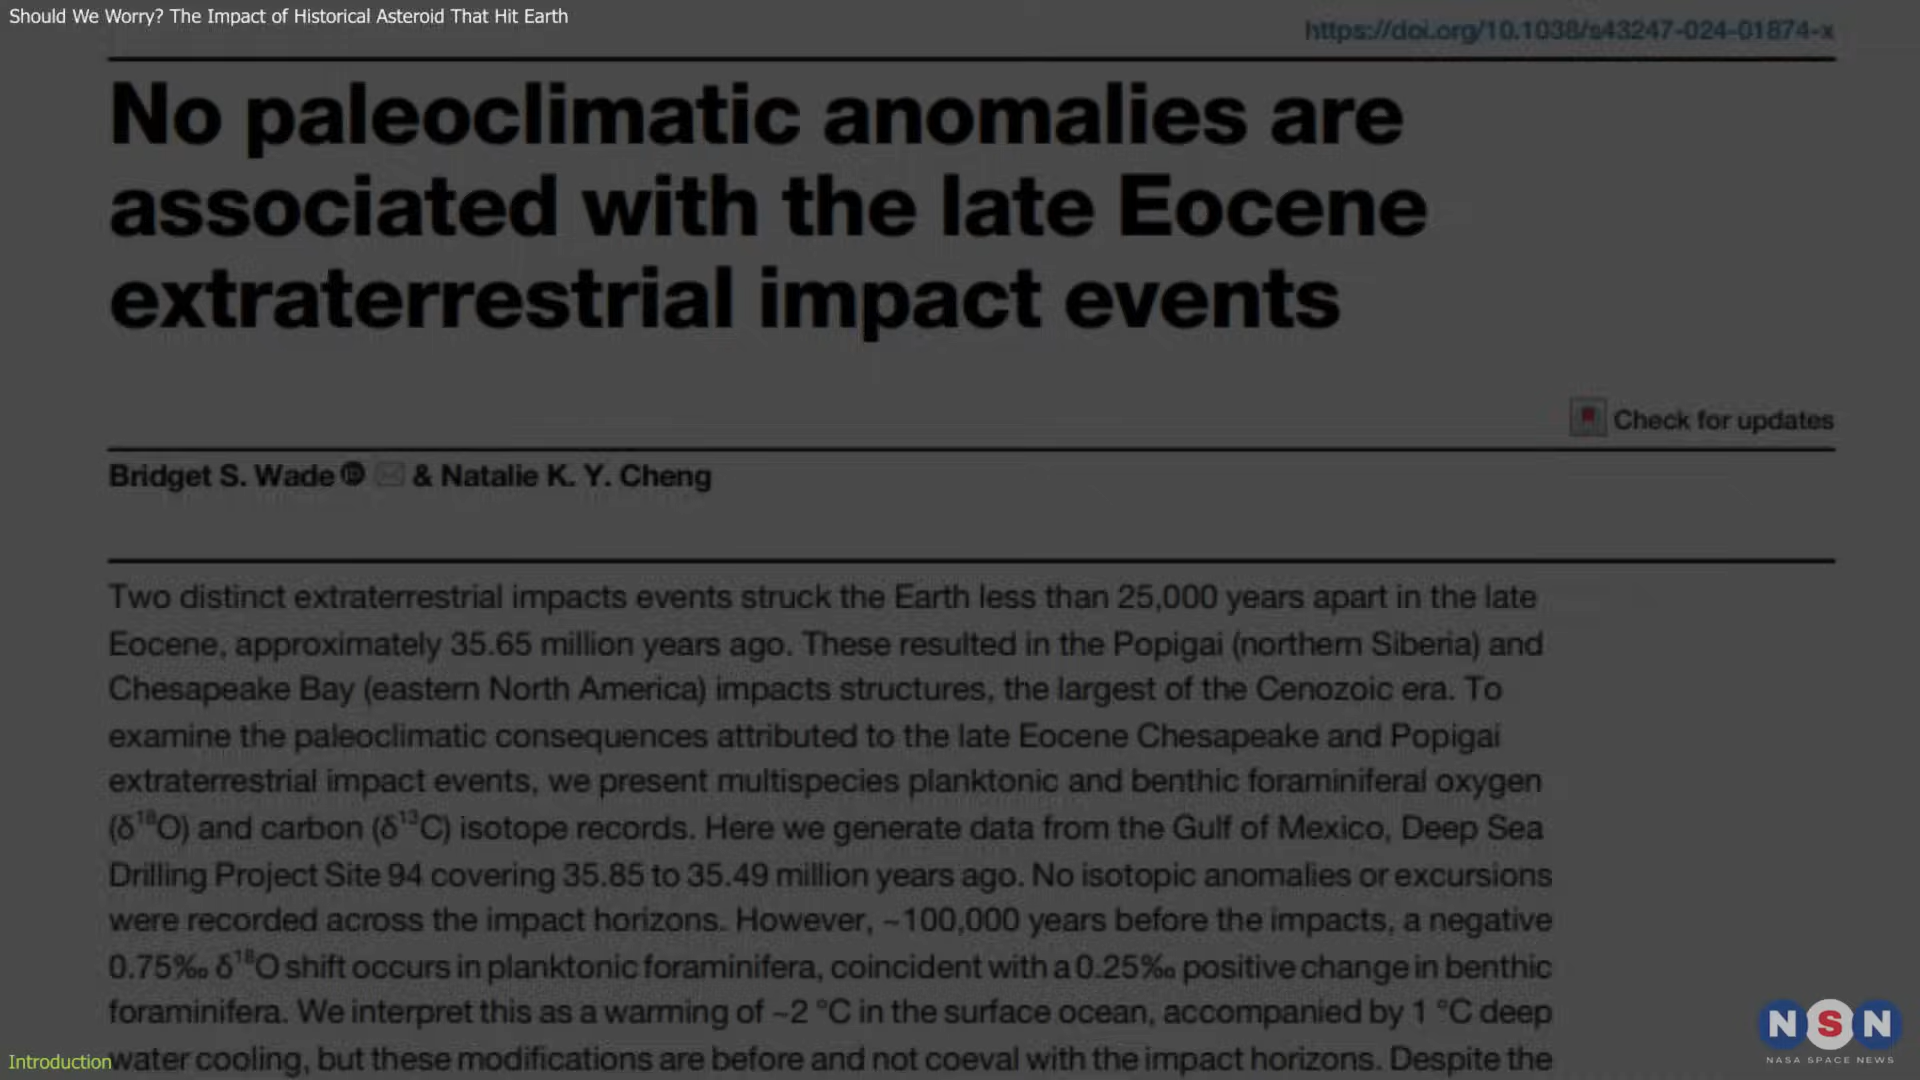 Should We Worry? The Impact of Historical Asteroid That Hit Earth
https://doi.org/10.1038/s43247-024-01874-x
No paleoclimatic anomalies are
associated with the late Eocene
extraterrestrial impact events
Check for updates
Bridget S. Wade & Natalie K. Y. Cheng
Two distinct extraterrestrial impacts events struck the Earth less than 25,000 years apart in the late
Eocene, approximately 35.65 million years ago. These resulted in the Popigai (northern Siberia) and
Chesapeake Bay (eastern North America) impacts structures, the largest of the Cenozoic era. To
examine the paleoclimatic consequences attributed to the late Eocene Chesapeake and Popigai
extraterrestrial impact events, we present multispecies planktonic and benthic foraminiferal oxygen
(δ¹⁸O) and carbon (δ¹³C) isotope records. Here we generate data from the Gulf of Mexico, Deep Sea
Drilling Project Site 94 covering 35.85 to 35.49 million years ago. No isotopic anomalies or excursions
were recorded across the impact horizons. However, ~100,000 years before the impacts, a negative
0.75‰ δ¹⁸O shift occurs in planktonic foraminifera, coincident with a 0.25‰ positive change in benthic
foraminifera. We interpret this as a warming of ~2 °C in the surface ocean, accompanied by 1 °C deep
water cooling, but these modifications are before and not coeval with the impact horizons. Despite the
Introduction
NSN
NASA SPACE NEWS